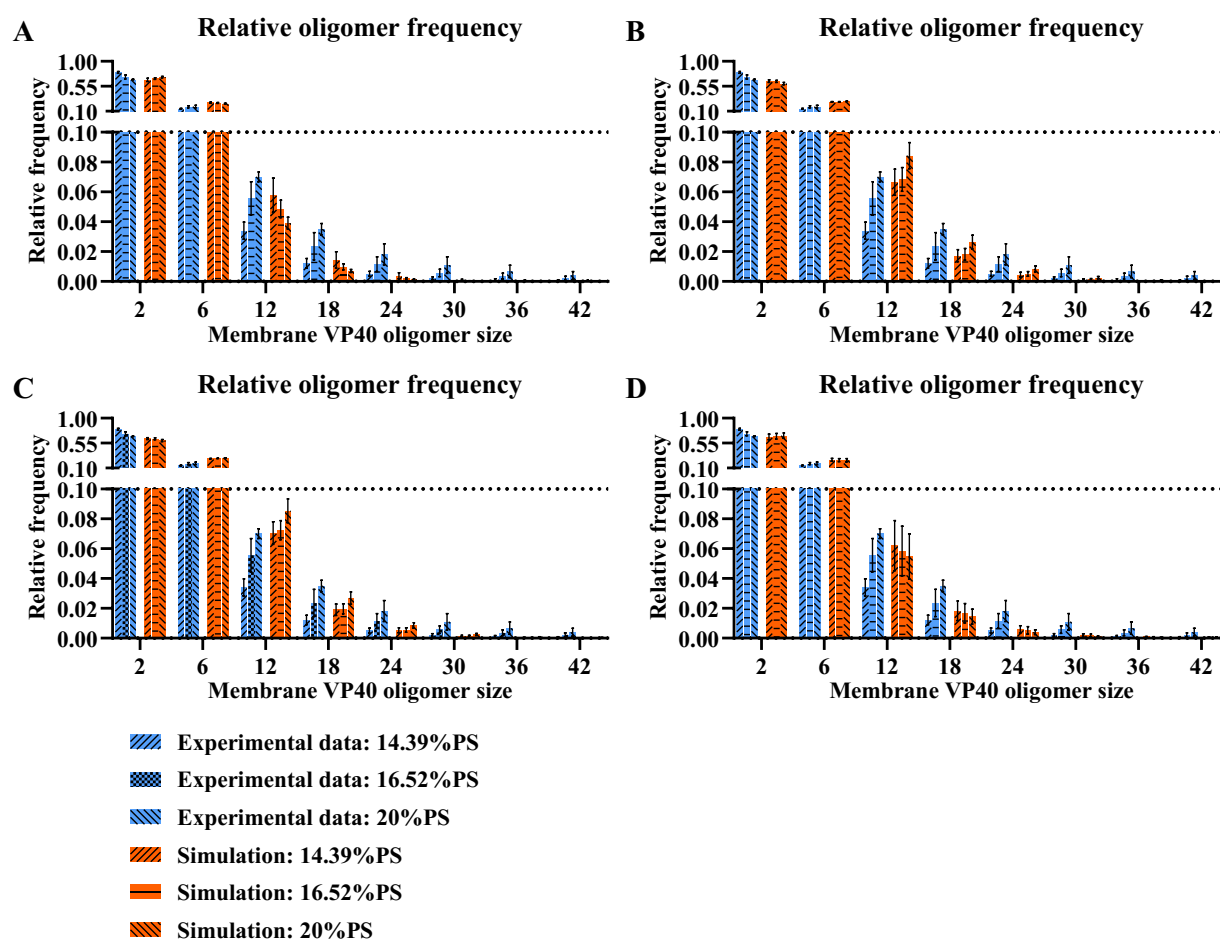 A
Relative oligomer frequency
Relative frequency
1.00
0.55
0.10
0.10
0.08
0.06
0.04
0.02
0.00
2 6 12 18 24 30 36 42
Membrane VP40 oligomer size
B
Relative oligomer frequency
Relative frequency
1.00
0.55
0.10
0.10
0.08
0.06
0.04
0.02
0.00
2 6 12 18 24 30 36 42
Membrane VP40 oligomer size
C
Relative oligomer frequency
Relative frequency
1.00
0.55
0.10
0.10
0.08
0.06
0.04
0.02
0.00
2 6 12 18 24 30 36 42
Membrane VP40 oligomer size
D
Relative oligomer frequency
Relative frequency
1.00
0.55
0.10
0.10
0.08
0.06
0.04
0.02
0.00
2 6 12 18 24 30 36 42
Membrane VP40 oligomer size
Experimental data: 14.39%PS
Experimental data: 16.52%PS
Experimental data: 20%PS
Simulation: 14.39%PS
Simulation: 16.52%PS
Simulation: 20%PS